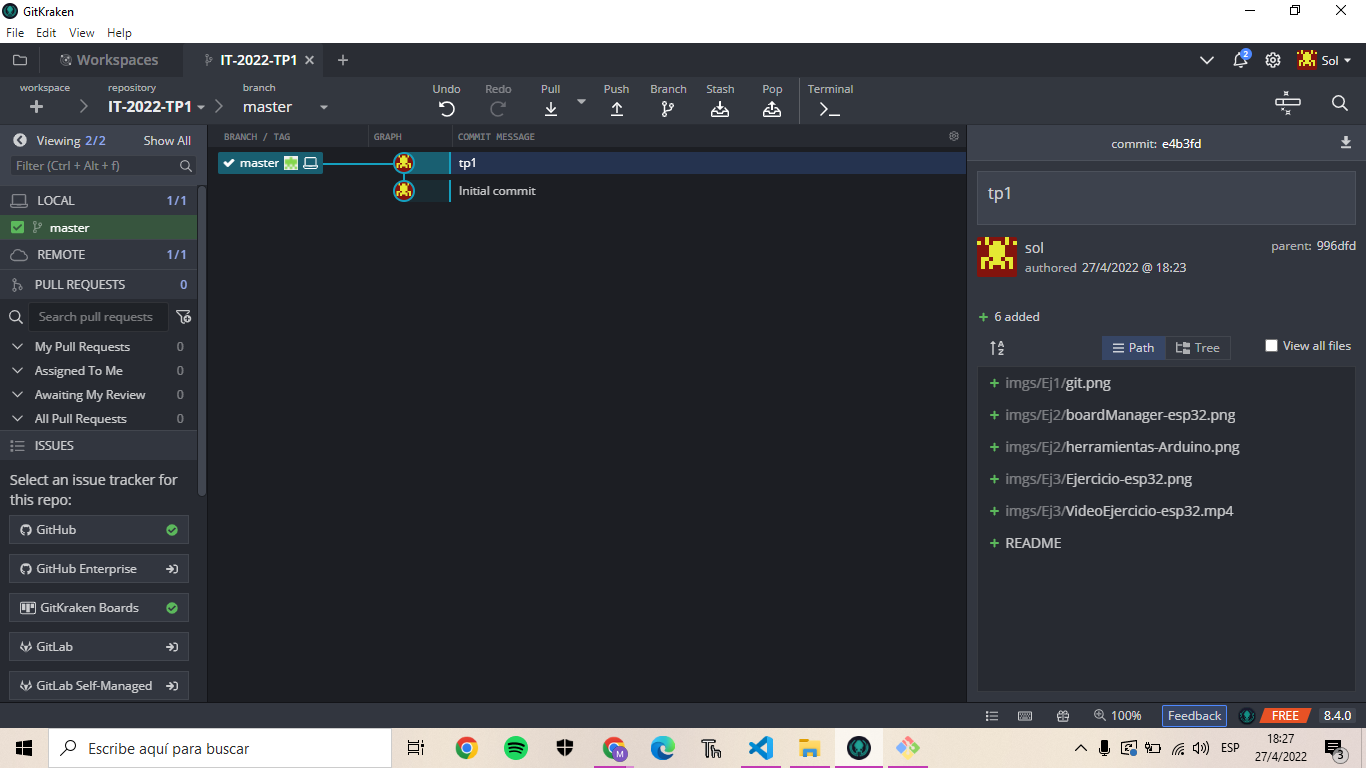 GitKraken
File Edit View Help
Workspaces
IT-2022-TP1
2
Sol
workspace
repository
IT-2022-TP1
branch
master
Undo
Redo
Pull
Push
Branch
Stash
Pop
Terminal
Viewing 2/2 Show All
Filter (Ctrl + Alt + f)
LOCAL 1/1
master
REMOTE 1/1
PULL REQUESTS 0
Search pull requests
My Pull Requests 0
Assigned To Me 0
Awaiting My Review 0
All Pull Requests 0
ISSUES
Select an issue tracker for
this repo:
GitHub
GitHub Enterprise
GitKraken Boards
GitLab
GitLab Self-Managed
BRANCH / TAG GRAPH COMMIT MESSAGE
master tp1
Initial commit
commit: e4b3fd
tp1
sol
authored 27/4/2022 @ 18:23
parent: 996dfd
+ 6 added
A
Z
Path Tree
View all files
+ imgs/Ej1/git.png
+ imgs/Ej2/boardManager-esp32.png
+ imgs/Ej2/herramientas-Arduino.png
+ imgs/Ej3/Ejercicio-esp32.png
+ imgs/Ej3/VideoEjercicio-esp32.mp4
+ README
100%
Feedback
FREE
8.4.0
Escribe aquí para buscar
M
Tn
ESP
18:27
27/4/2022
3